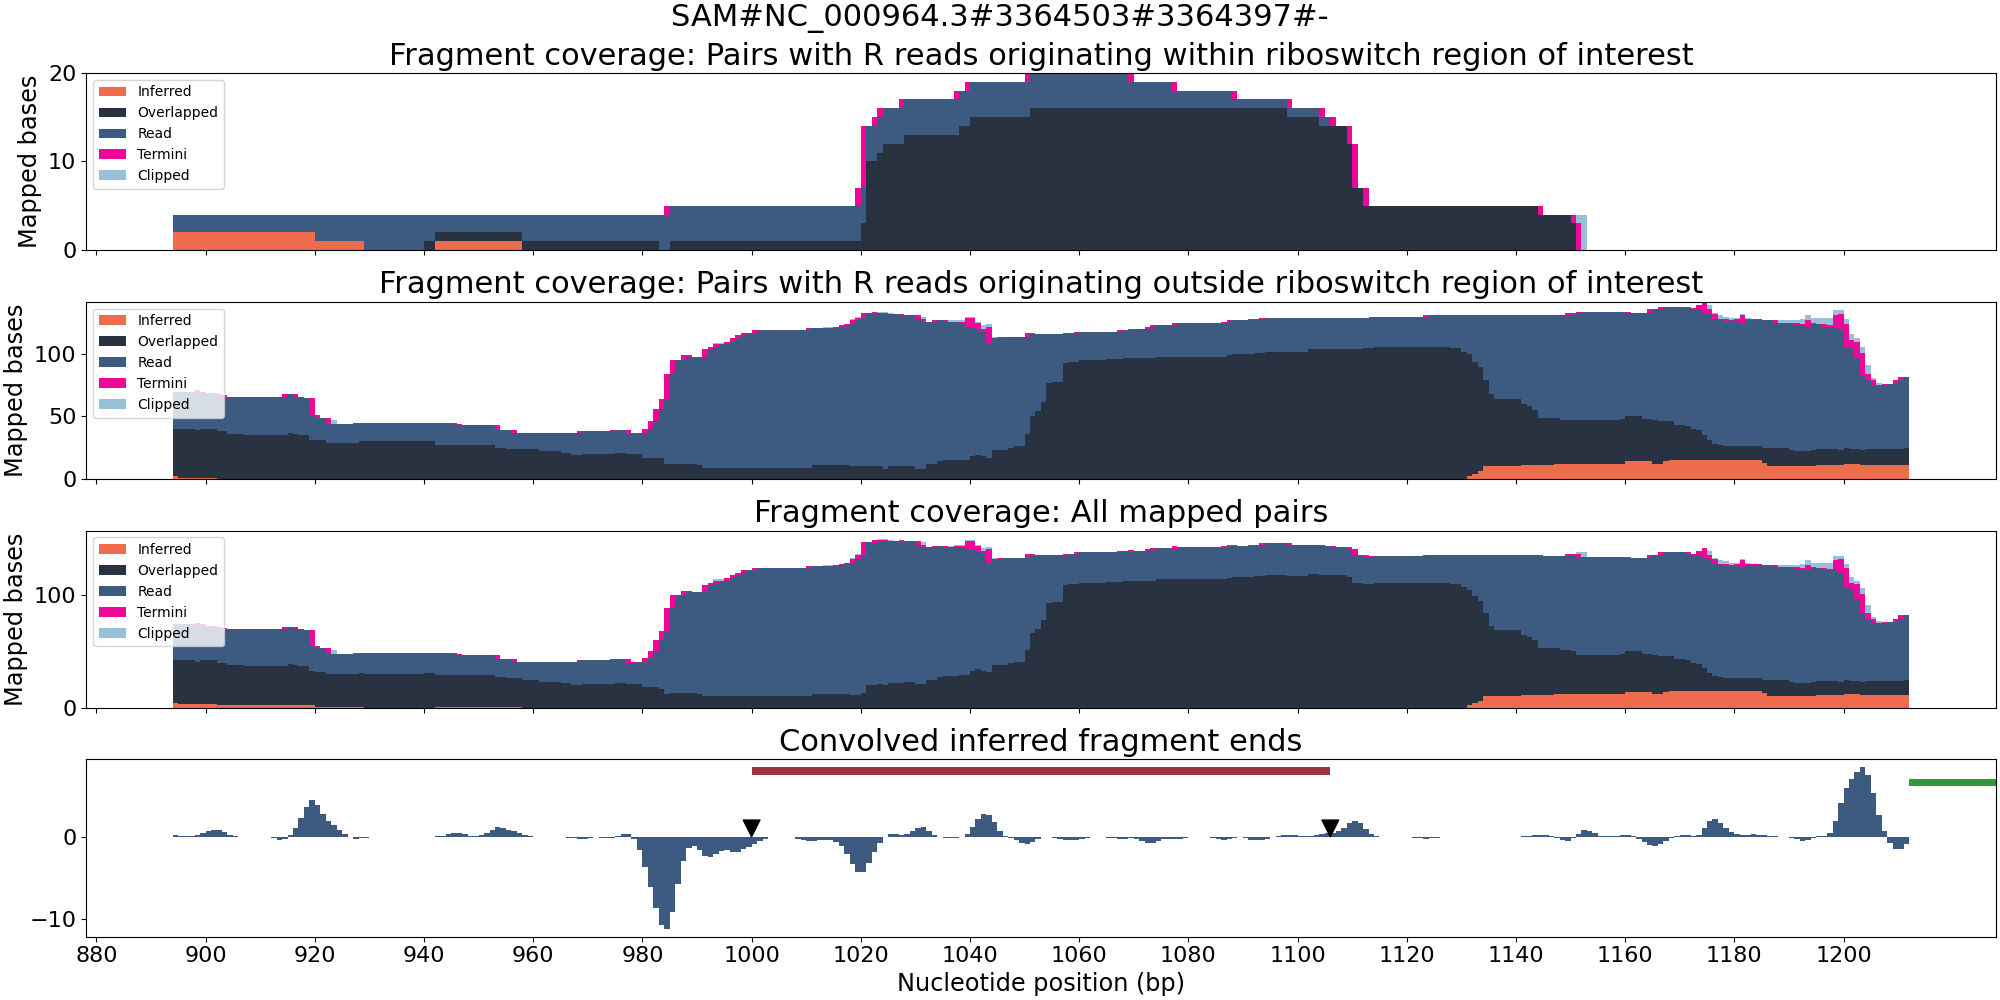 SAM#NC_000964.3#3364503#3364397#-
Fragment coverage: Pairs with R reads originating within riboswitch region of interest
Mapped bases
20
10
0
Inferred
Overlapped
Read
Termini
Clipped
Fragment coverage: Pairs with R reads originating outside riboswitch region of interest
Mapped bases
100
50
0
Inferred
Overlapped
Read
Termini
Clipped
Fragment coverage: All mapped pairs
Mapped bases
100
0
Inferred
Overlapped
Read
Termini
Clipped
Convolved inferred fragment ends
0
−10
880 900 920 940 960 980 1000 1020 1040 1060 1080 1100 1120 1140 1160 1180 1200
Nucleotide position (bp)